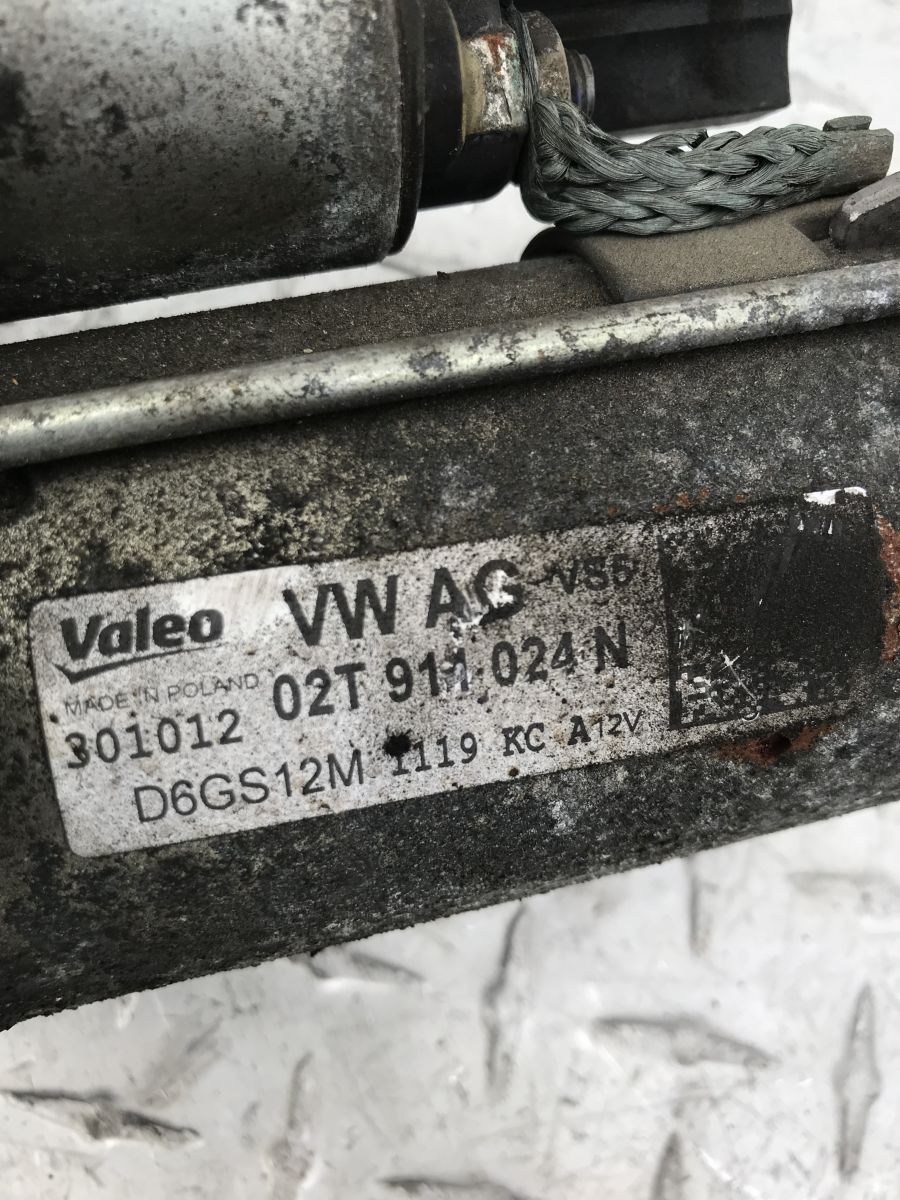 Valeo VW AG VS5
MADE IN POLAND 02T 911 024 N
301012
D6GS12M 1119 KC A 12V